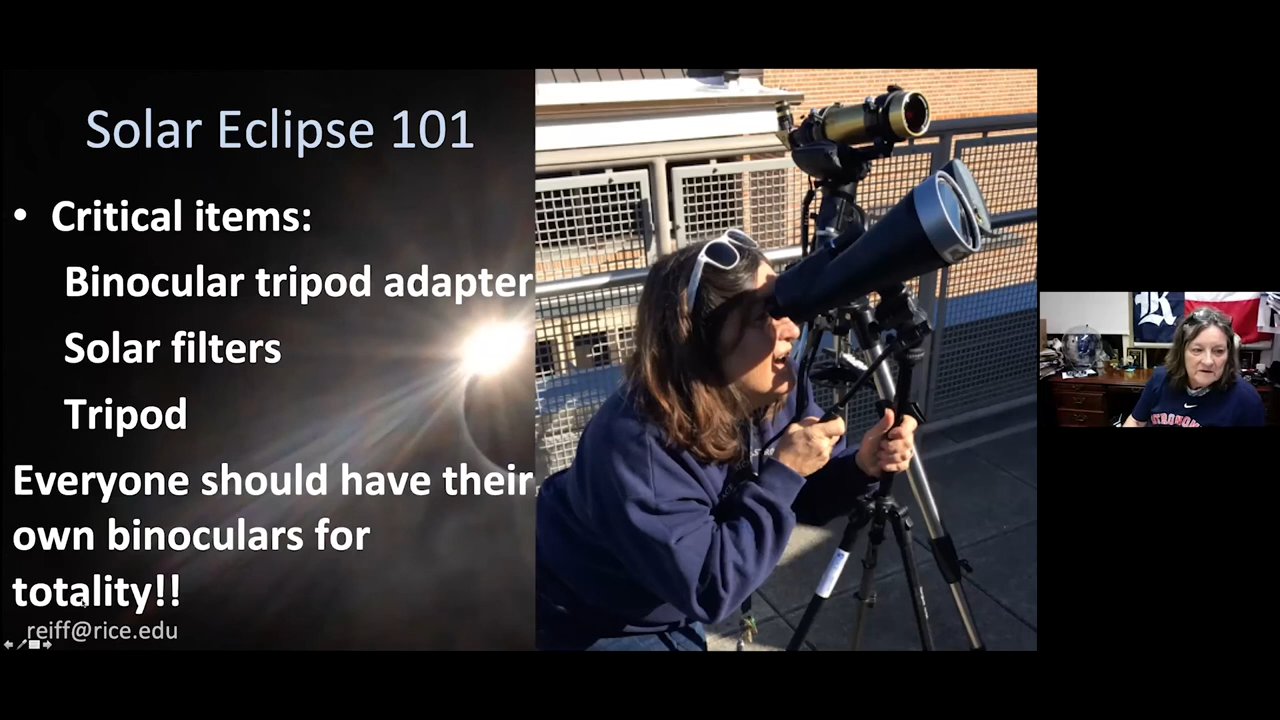 Solar Eclipse 101
• Critical items:
Binocular tripod adapter
Solar filters
Tripod
Everyone should have their
own binoculars for
totality!!
reiff@rice.edu
R